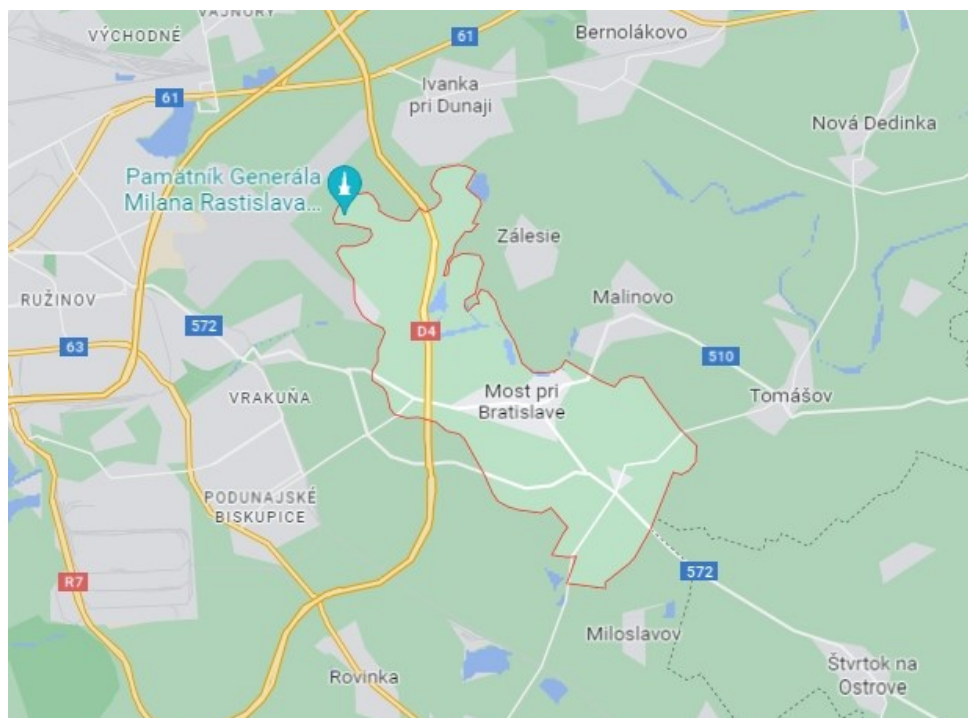 VAJNORY
VÝCHODNÉ
61
Bernolákovo
Ivanka
pri Dunaji
61
Nová Dedinka
Pamätník Generála
Milana Rastislava...
Zálesie
RUŽINOV
Malinovo
572
D4
63
510
VRAKUŇA
Most pri
Bratislave
Tomášov
PODUNAJSKÉ
BISKUPICE
R7
572
Miloslavov
Rovinka
Štvrtok na
Ostrove